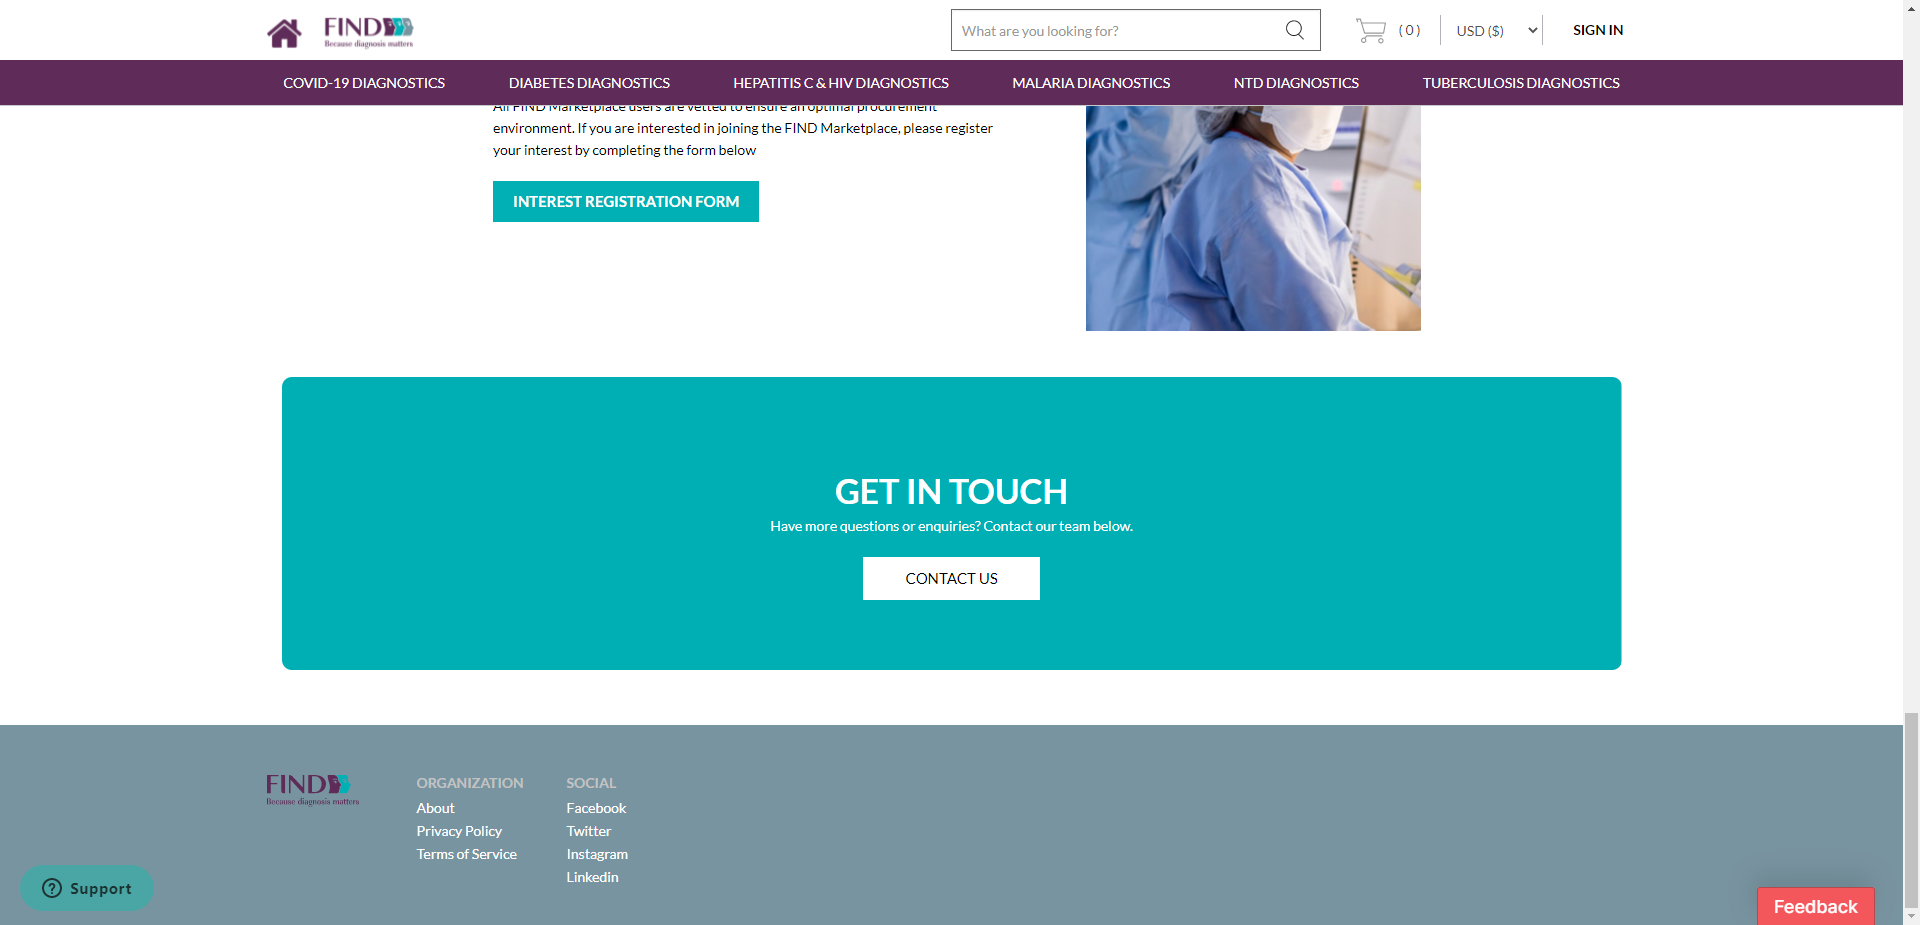 FIND
Because diagnosis matters
What are you looking for?
( 0 )
USD ($)
SIGN IN
COVID-19 DIAGNOSTICS
DIABETES DIAGNOSTICS
HEPATITIS C & HIV DIAGNOSTICS
MALARIA DIAGNOSTICS
NTD DIAGNOSTICS
TUBERCULOSIS DIAGNOSTICS
All FIND Marketplace users are vetted to ensure an optimal procurement
environment. If you are interested in joining the FIND Marketplace, please register
your interest by completing the form below
INTEREST REGISTRATION FORM
GET IN TOUCH
Have more questions or enquiries? Contact our team below.
CONTACT US
FIND
Because diagnosis matters
ORGANIZATION
About
Privacy Policy
Terms of Service
SOCIAL
Facebook
Twitter
Instagram
Linkedin
Support
Feedback